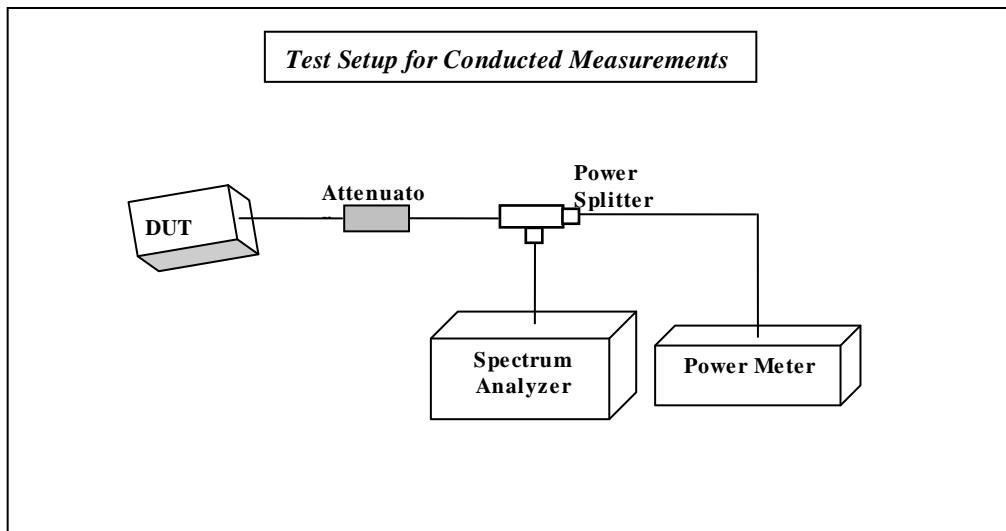 Test Setup for Conducted Measurements
Power
Splitter
Attenuato
DUT
Spectrum
Analyzer
Power Meter